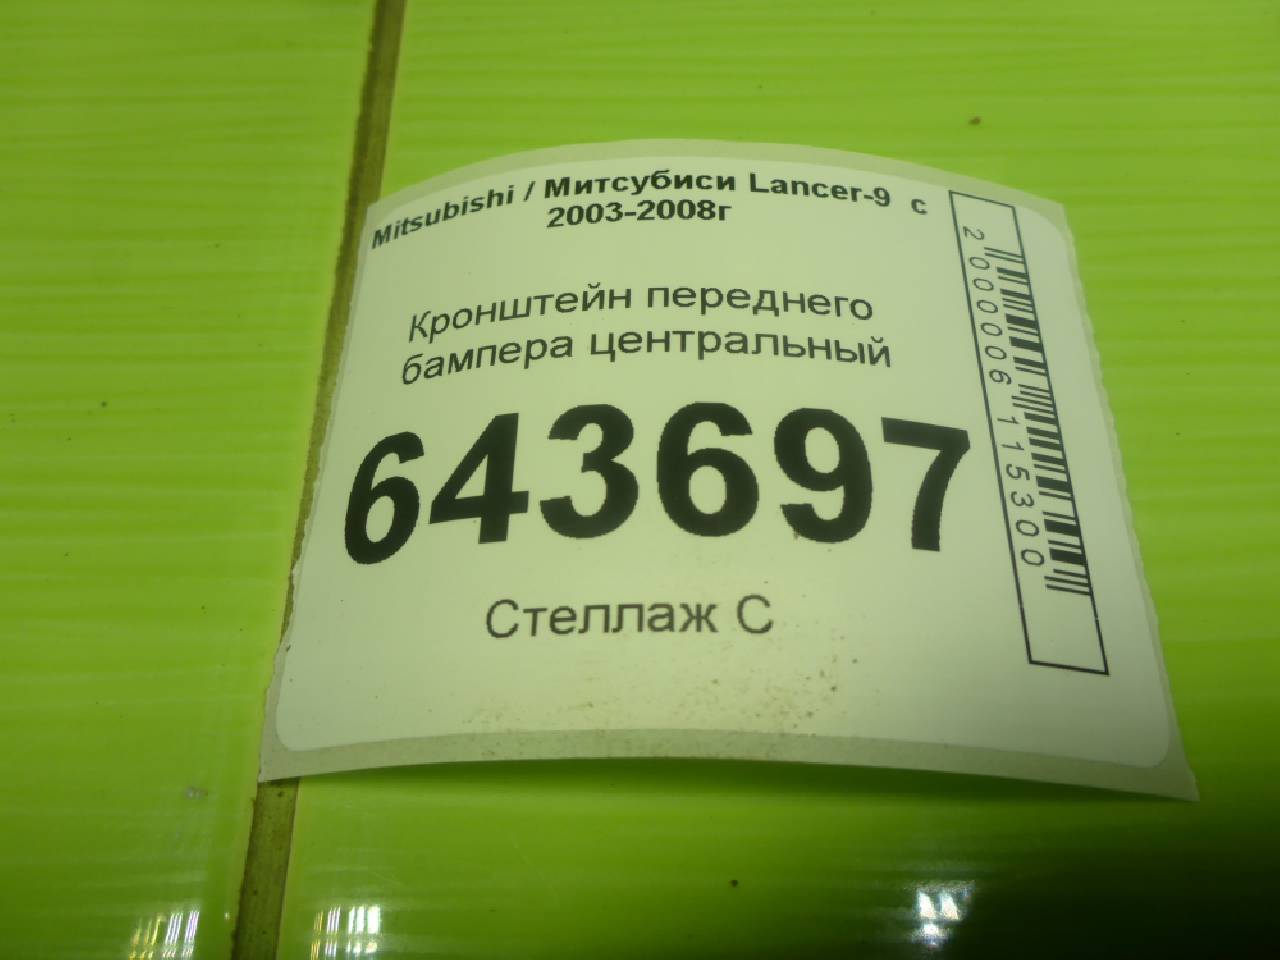 Mitsubishi / Митсубиси Lancer-9 с
2003-2008г
Кронштейн переднего
бампера центральный
643697
Стеллаж С
2000006115300